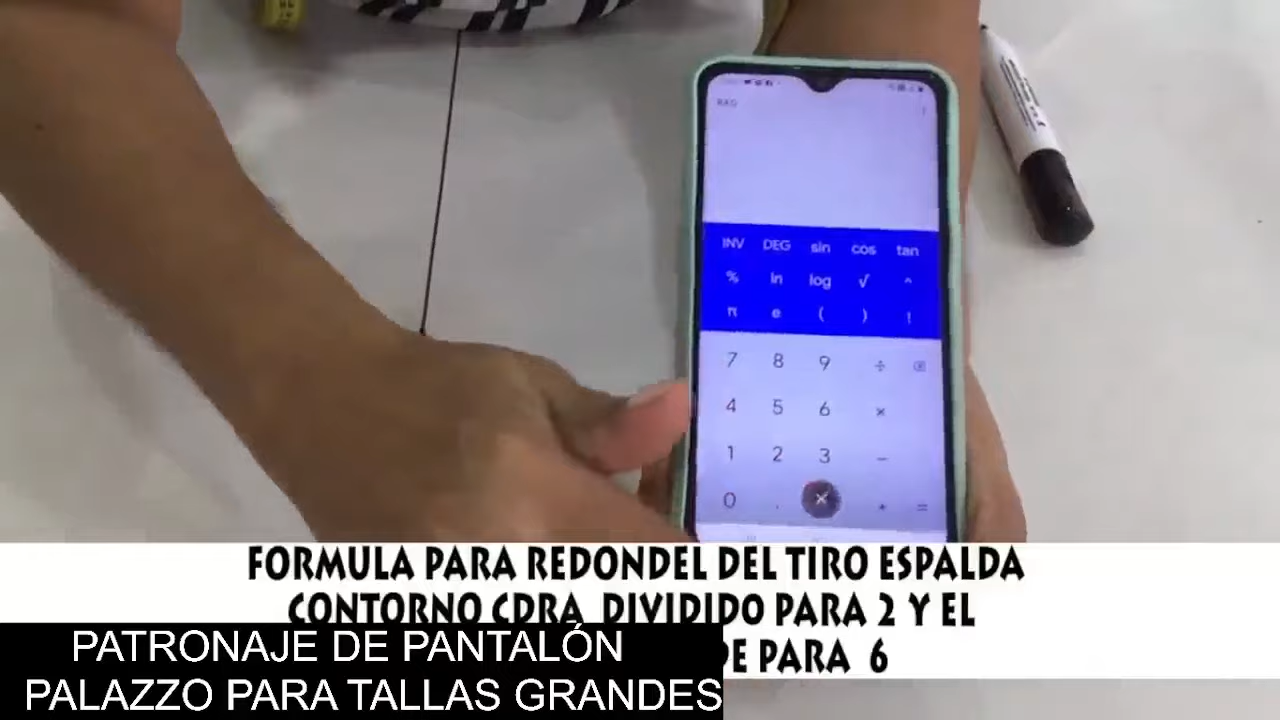 RAD
INV DEG sin cos tan
% ln log √ ^
π e ( ) !
7 8 9 ÷
4 5 6 ×
1 2 3 −
0 . + =
FORMULA PARA REDONDEL DEL TIRO ESPALDA
CONTORNO CDRA DIVIDIDO PARA 2 Y EL
DE PARA 6
PATRONAJE DE PANTALÓN
PALAZZO PARA TALLAS GRANDES